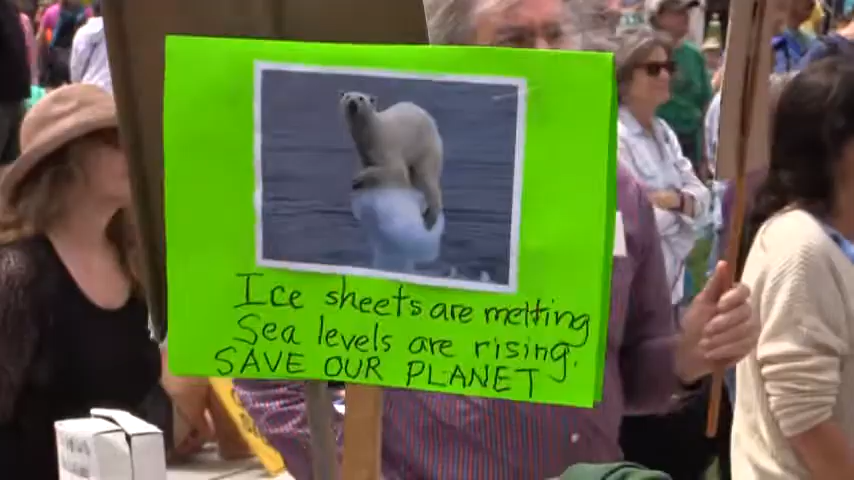 Ice sheets are melting
Sea levels are rising.
SAVE OUR PLANET